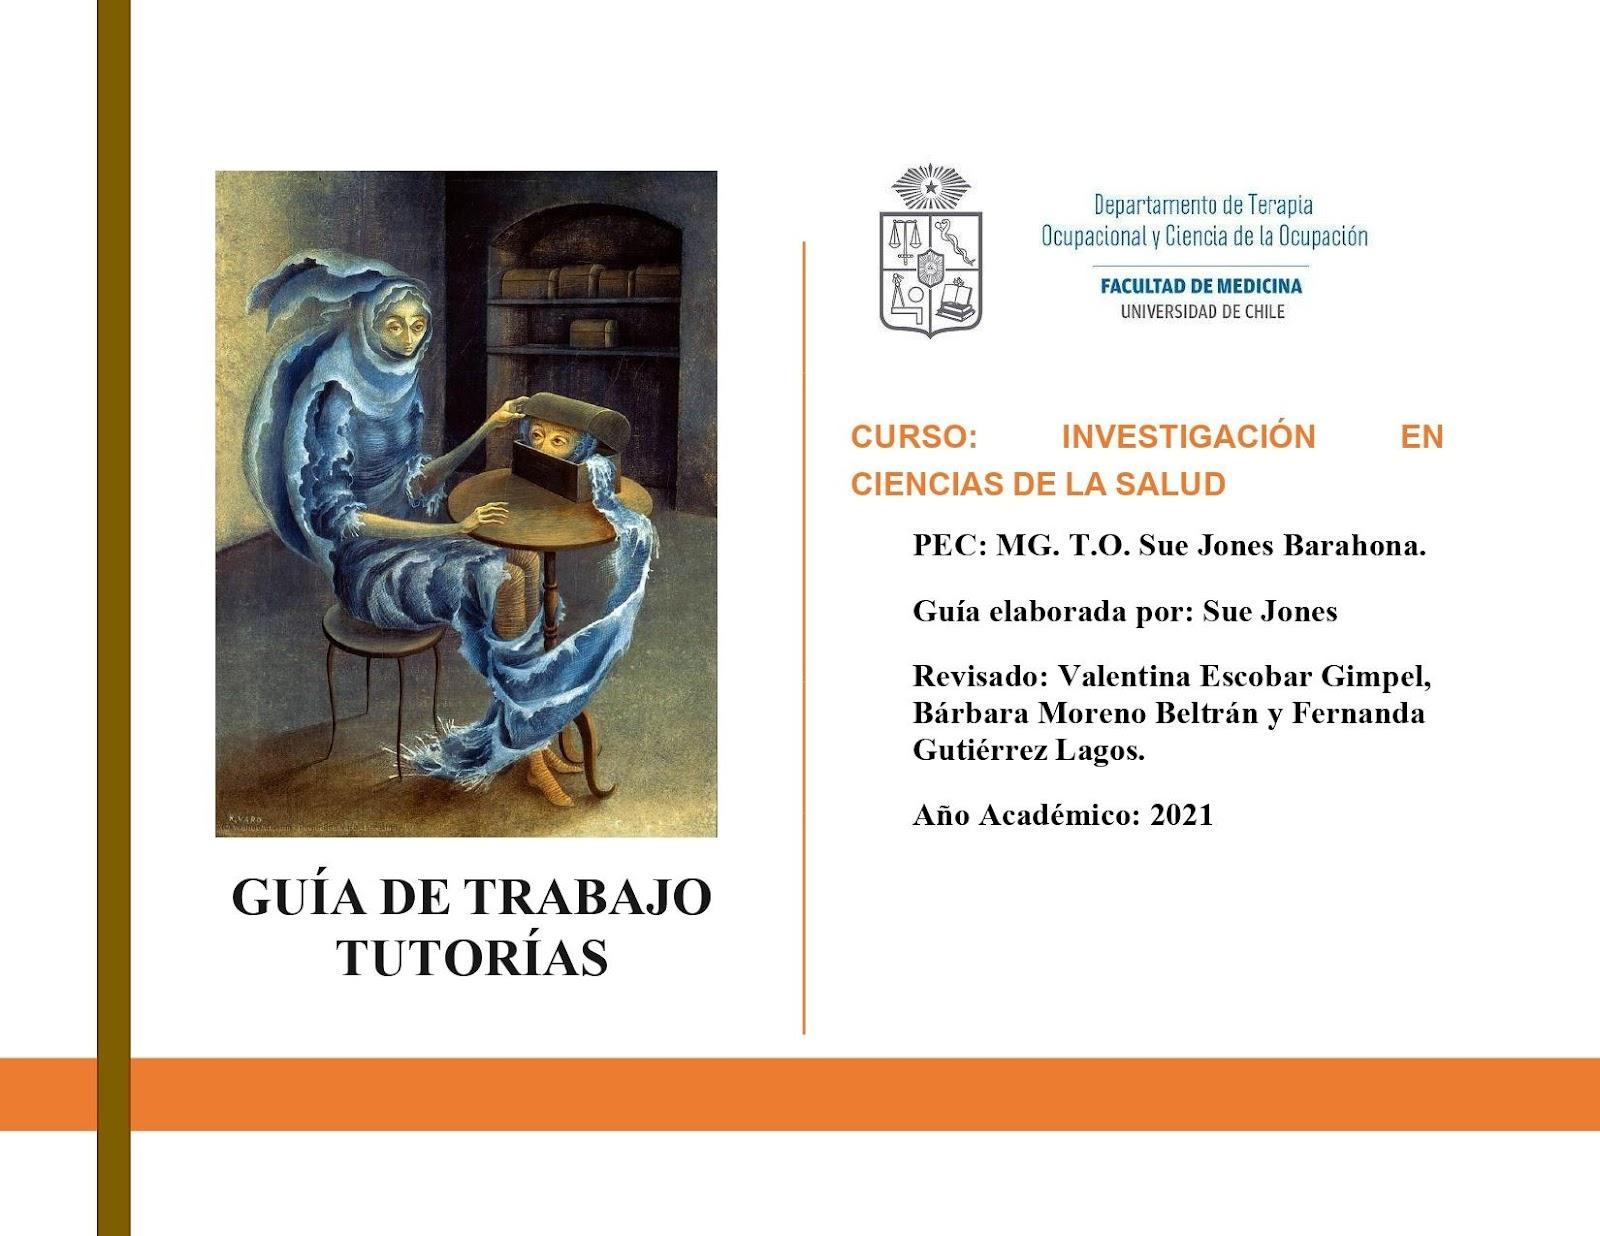 R.VARO
GUÍA DE TRABAJO
TUTORÍAS
Departamento de Terapia
Ocupacional y Ciencia de la Ocupación
FACULTAD DE MEDICINA
UNIVERSIDAD DE CHILE
CURSO: INVESTIGACIÓN EN
CIENCIAS DE LA SALUD
PEC: MG. T.O. Sue Jones Barahona.
Guía elaborada por: Sue Jones
Revisado: Valentina Escobar Gimpel,
Bárbara Moreno Beltrán y Fernanda
Gutiérrez Lagos.
Año Académico: 2021